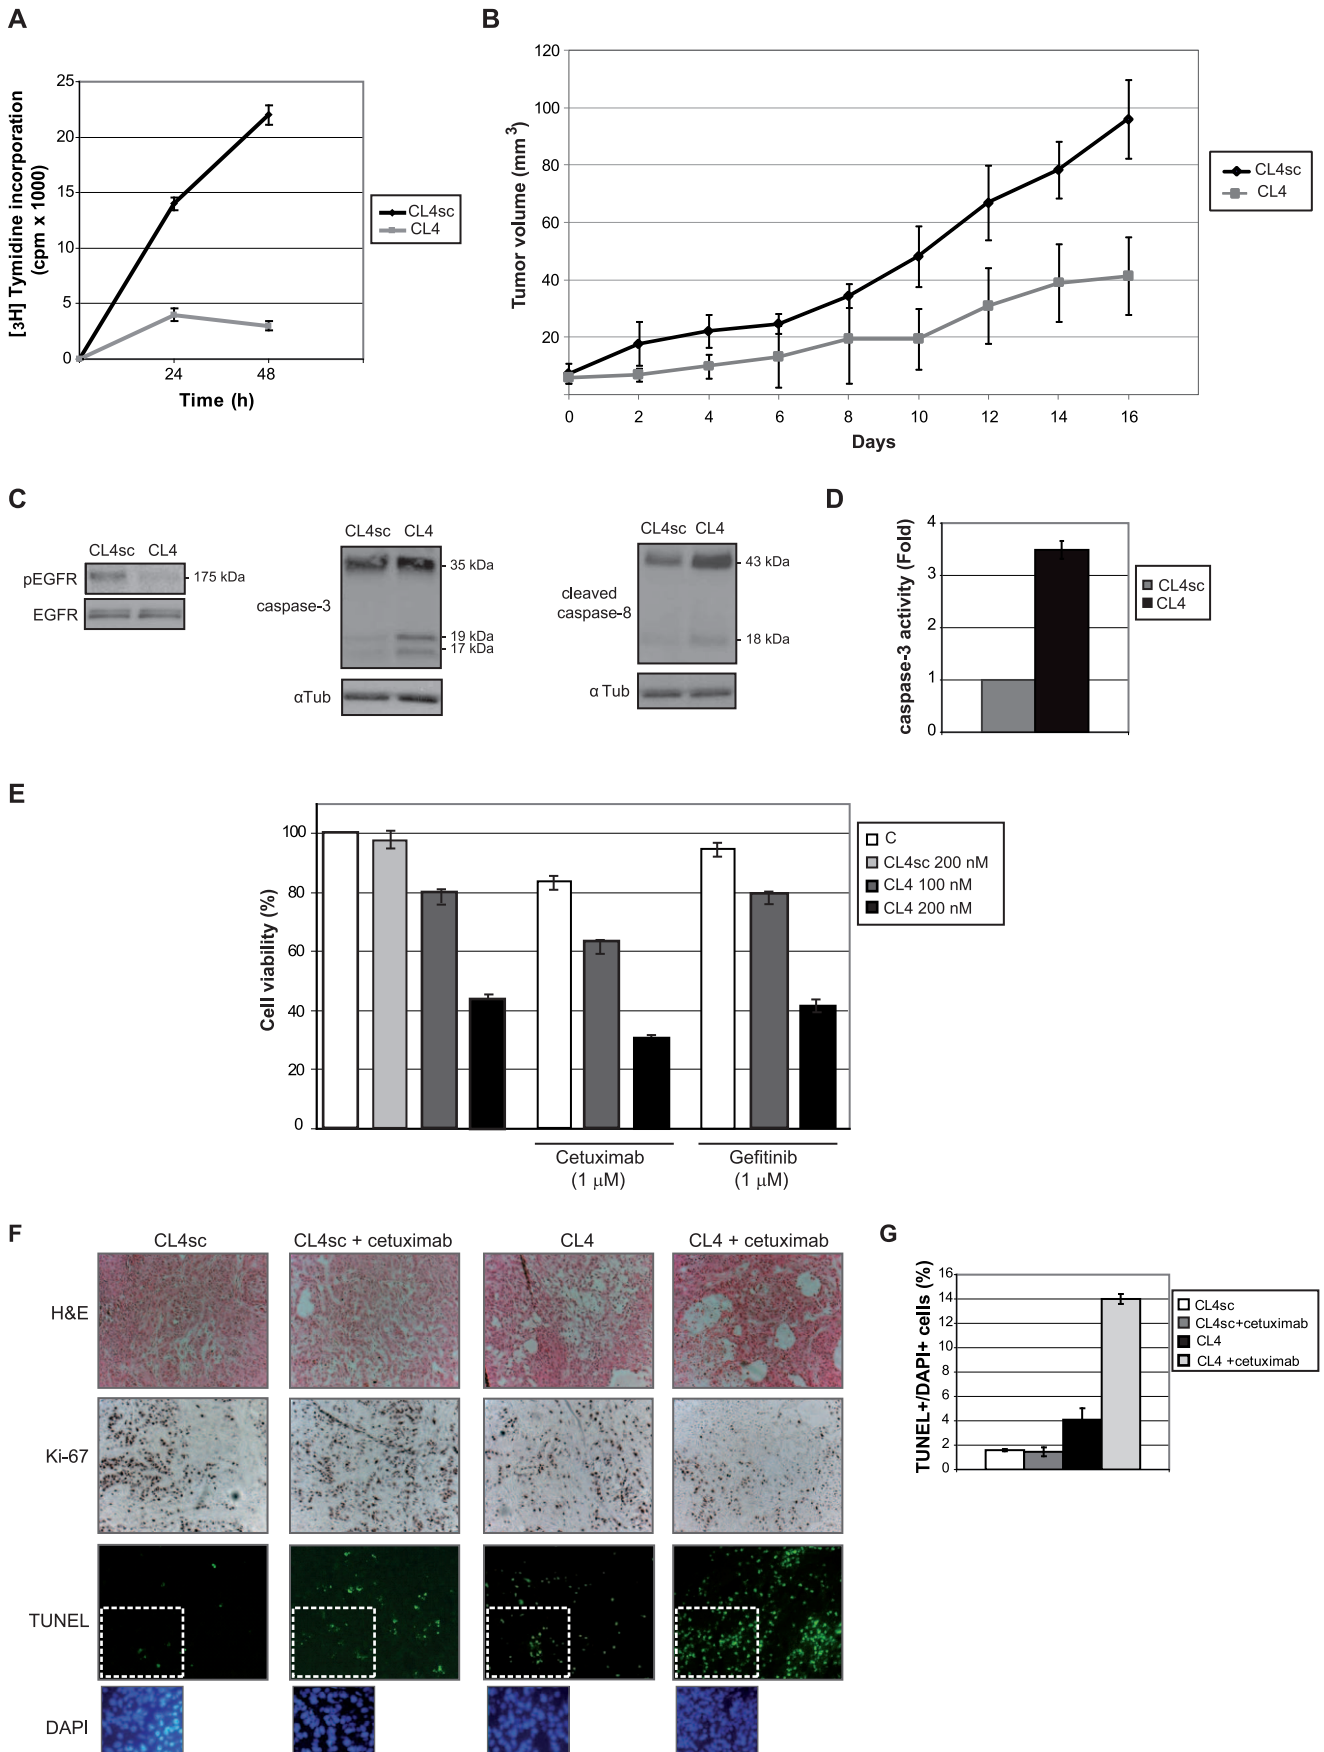 A
[3H] Tymidine incorporation
(cpm x 1000)
25
20
15
10
5
0
24
48
Time (h)
CL4sc
CL4
B
Tumor volume (mm3)
120
100
80
60
40
20
0
2
4
6
8
10
12
14
16
Days
CL4sc
CL4
C
CL4sc CL4
pEGFR
175 kDa
EGFR
CL4sc CL4
caspase-3
35 kDa
19 kDa
17 kDa
αTub
CL4sc CL4
cleaved
caspase-8
43 kDa
18 kDa
α Tub
D
caspase-3 activity (Fold)
4
3
2
1
0
CL4sc
CL4
E
Cell viability (%)
100
80
60
40
20
0
Cetuximab
(1 μM)
Gefitinib
(1 μM)
C
CL4sc 200 nM
CL4 100 nM
CL4 200 nM
F
CL4sc
CL4sc + cetuximab
CL4
CL4 + cetuximab
H&E
Ki-67
TUNEL
DAPI
G
TUNEL+/DAPI+ cells (%)
16
14
12
10
8
6
4
2
0
CL4sc
CL4sc+cetuximab
CL4
CL4 +cetuximab